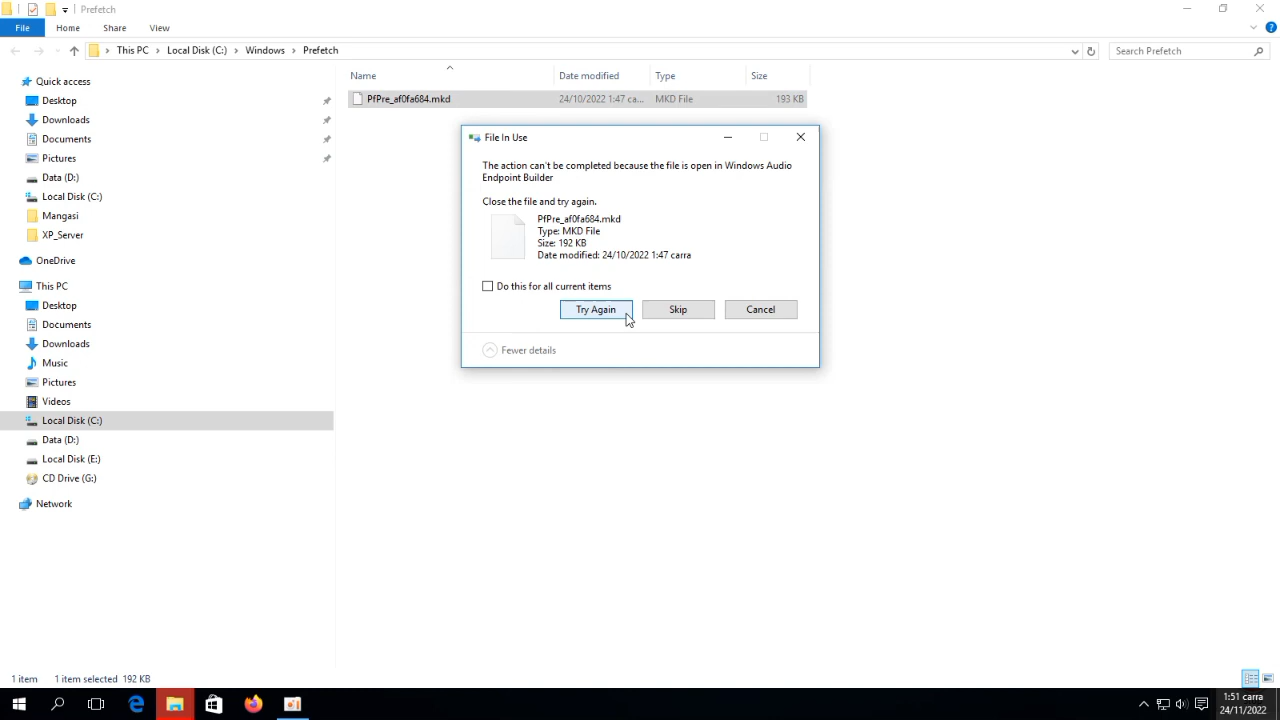 Prefetch
File
Home
Share
View
This PC
Local Disk (C:)
Windows
Prefetch
Search Prefetch
Quick access
Desktop
Downloads
Documents
Pictures
Data (D:)
Local Disk (C:)
Mangasi
XP_Server
OneDrive
This PC
Desktop
Documents
Downloads
Music
Pictures
Videos
Local Disk (C:)
Data (D:)
Local Disk (E:)
CD Drive (G:)
Network
Name
Date modified
Type
Size
PfPre_af0fa684.mkd
24/10/2022 1:47 ca...
MKD File
193 KB
File In Use
The action can't be completed because the file is open in Windows Audio
Endpoint Builder
Close the file and try again.
PfPre_af0fa684.mkd
Type: MKD File
Size: 192 KB
Date modified: 24/10/2022 1:47 carra
Do this for all current items
Try Again
Skip
Cancel
Fewer details
1 item
1 item selected 192 KB
1:51 carra
24/11/2022